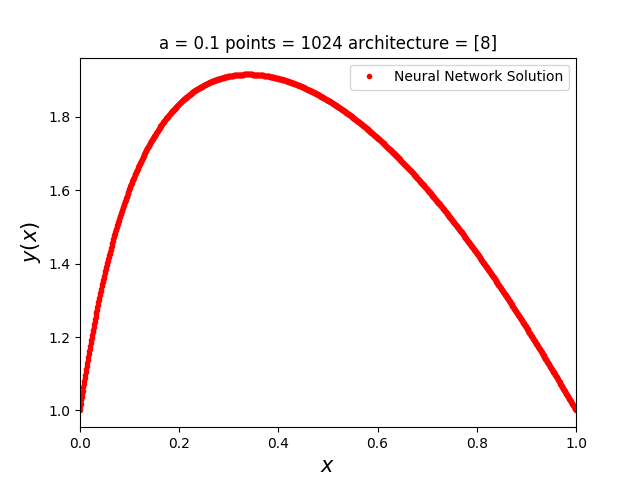 a = 0.1 points = 1024 architecture = [8]
Neural Network Solution
y(x)
1.8
1.6
1.4
1.2
1.0
0.0 0.2 0.4 0.6 0.8 1.0
x